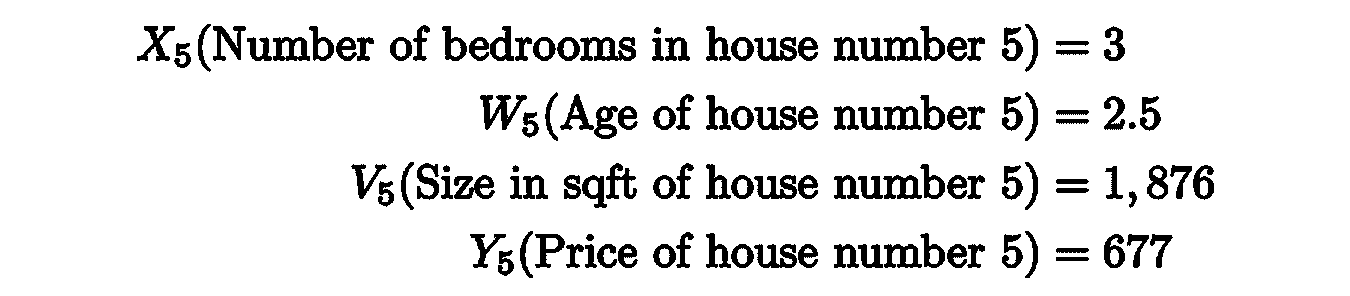 X₅(Number of bedrooms in house number 5) = 3
W₅(Age of house number 5) = 2.5
V₅(Size in sqft of house number 5) = 1, 876
Y₅(Price of house number 5) = 677